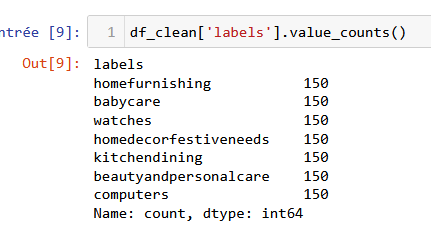 ntrée [9]: 1 df_clean['labels'].value_counts()
Out[9]: labels
homefurnishing 150
babycare 150
watches 150
homedecorfestiveneeds 150
kitchendining 150
beautyandpersonalcare 150
computers 150
Name: count, dtype: int64